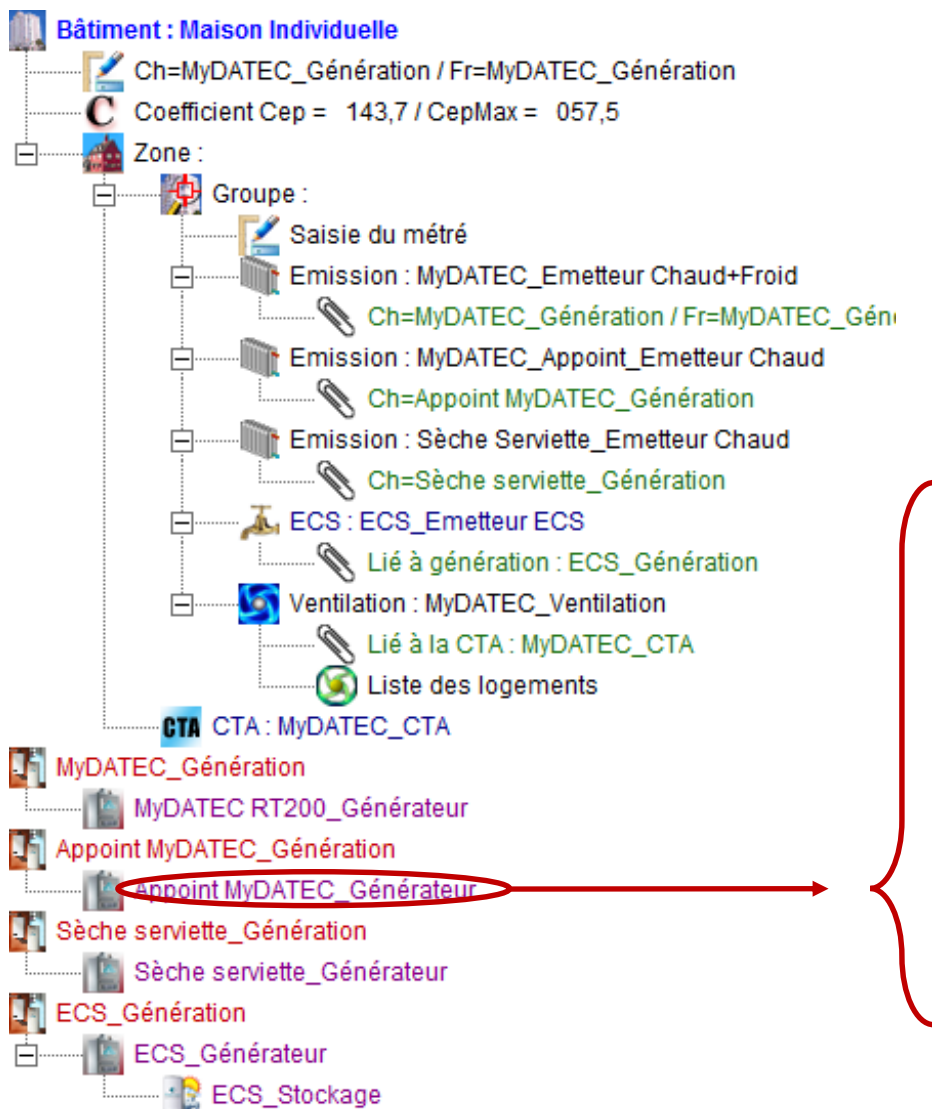 Bâtiment : Maison Individuelle
Ch=MyDATEC_Génération / Fr=MyDATEC_Génération
C Coefficient Cep = 143,7 / CepMax = 057,5
Zone :
Groupe :
Saisie du métré
Emission : MyDATEC_Emetteur Chaud+Froid
Ch=MyDATEC_Génération / Fr=MyDATEC_Géné
Emission : MyDATEC_Appoint_Emetteur Chaud
Ch=Appoint MyDATEC_Génération
Emission : Sèche Serviette_Emetteur Chaud
Ch=Sèche serviette_Génération
ECS : ECS_Emetteur ECS
Lié à génération : ECS_Génération
Ventilation : MyDATEC_Ventilation
Lié à la CTA : MyDATEC_CTA
Liste des logements
CTA CTA : MyDATEC_CTA
MyDATEC_Génération
MyDATEC RT200_Générateur
Appoint MyDATEC_Génération
Appoint MyDATEC_Générateur
Sèche serviette_Génération
Sèche serviette_Générateur
ECS_Génération
ECS_Générateur
ECS_Stockage